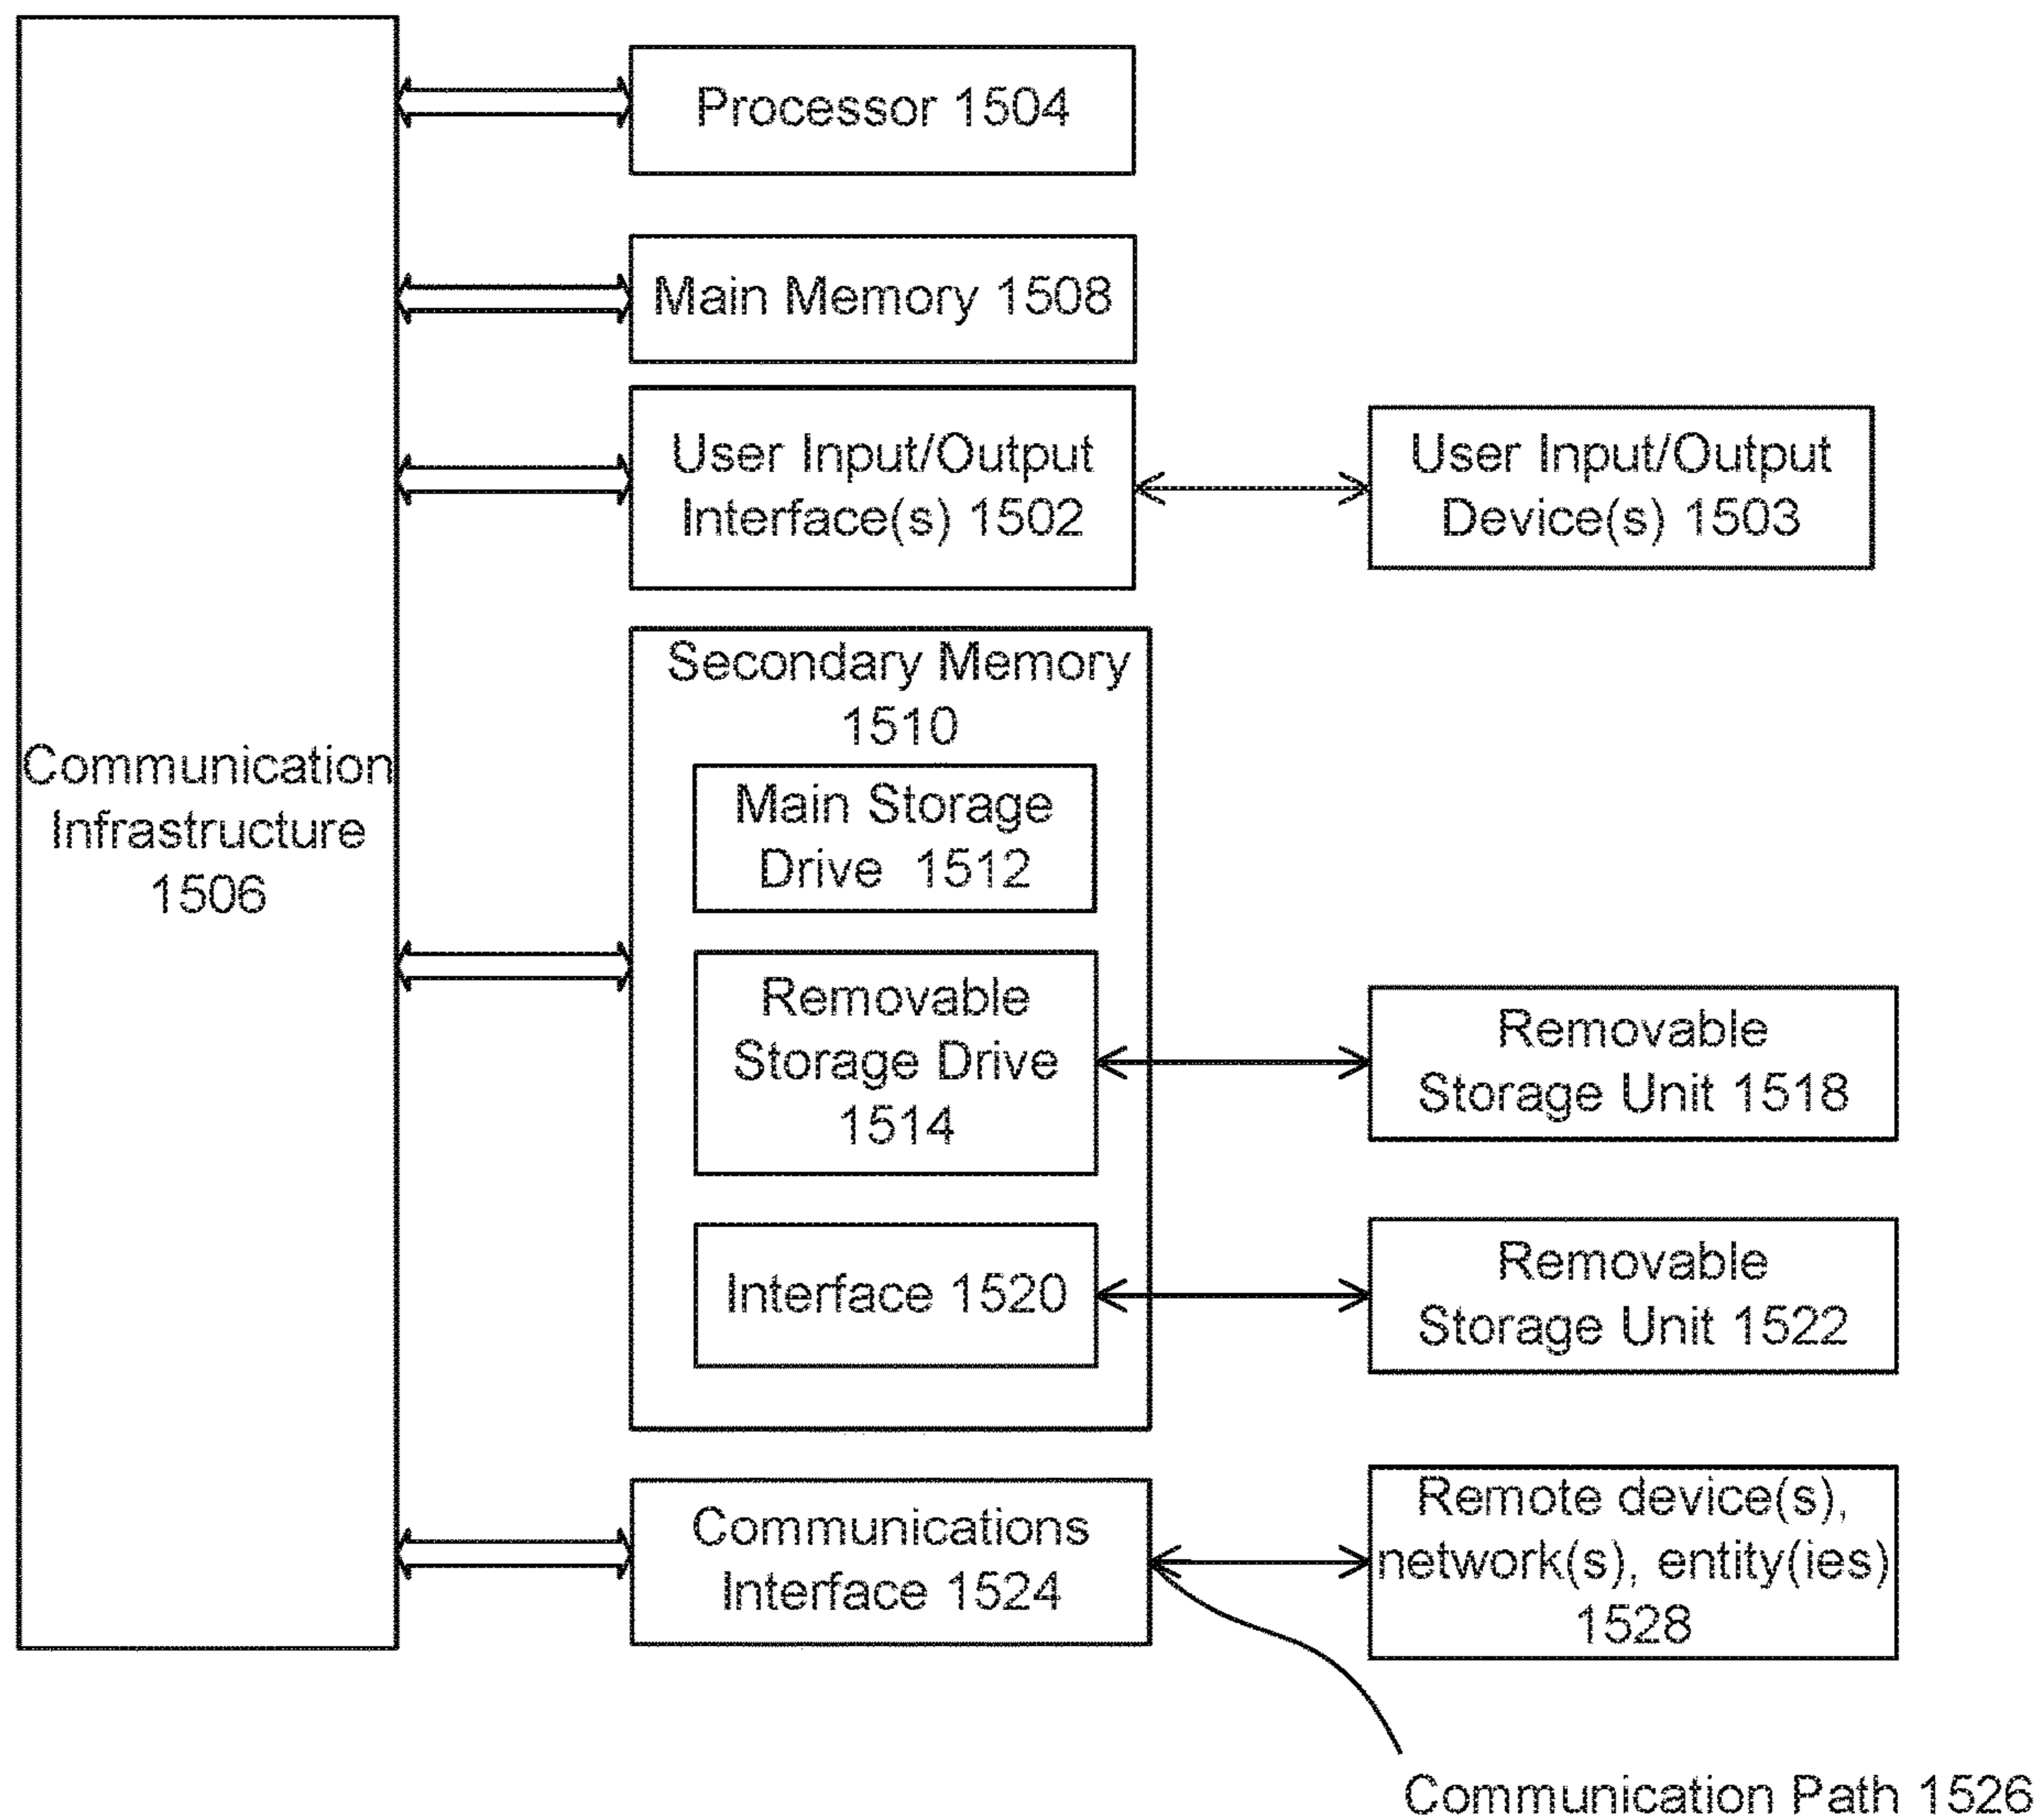 Processor 1504
Main Memory 1508
User Input/Output
Interface(s) 1502
User Input/Output
Device(s) 1503
Communication
Infrastructure
1506
Secondary Memory
1510
Main Storage
Drive 1512
Removable
Storage Drive
1514
Removable
Storage Unit 1518
Interface 1520
Removable
Storage Unit 1522
Communications
Interface 1524
Remote device(s),
network(s), entity(ies)
1528
Communication Path 1526